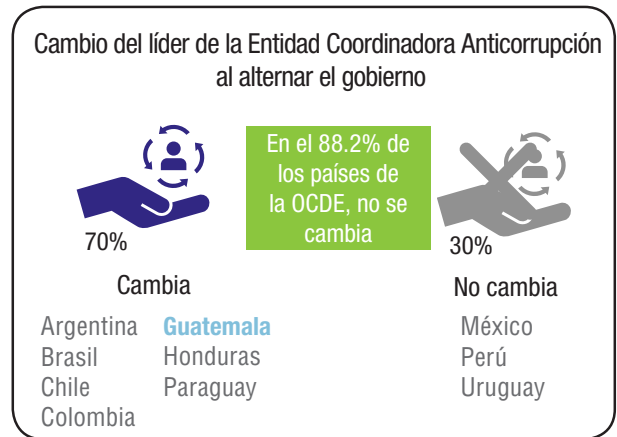 Cambio del líder de la Entidad Coordinadora Anticorrupción
al alternar el gobierno
En el 88.2% de
los países de
la OCDE, no se
cambia
70%
30%
Cambia
No cambia
Argentina
Brasil
Chile
Colombia
Guatemala
Honduras
Paraguay
México
Perú
Uruguay